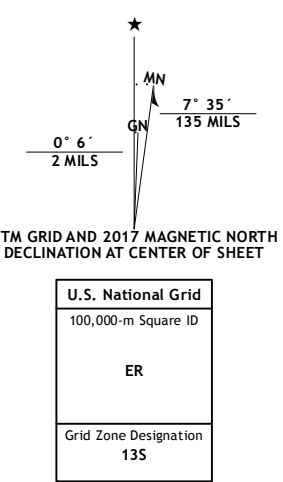 ★
MN
GN
7° 35´
135 MILS
0° 6´
2 MILS
TM GRID AND 2017 MAGNETIC NORTH
DECLINATION AT CENTER OF SHEET
U.S. National Grid
100,000-m Square ID
ER
Grid Zone Designation
13S